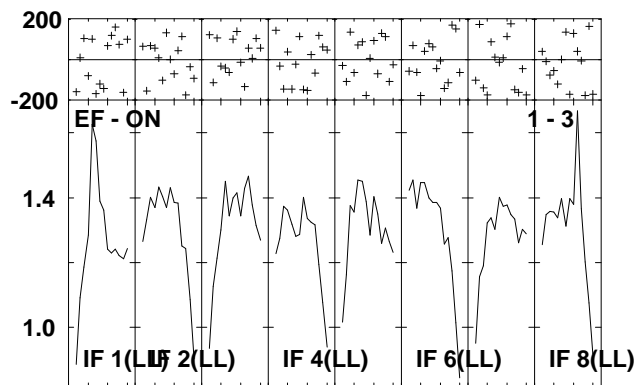 200
-200
EF - ON 1 - 3
1.4
1.0
IF 1(LL) IF 2(LL) IF 4(LL) IF 6(LL) IF 8(LL)